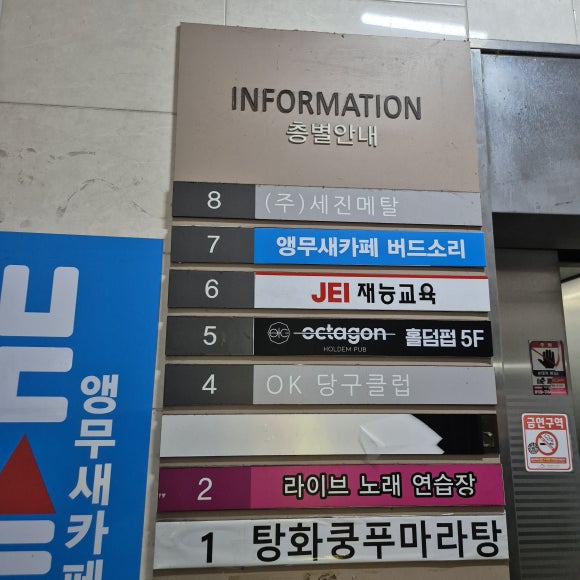 INFORMATION
층별안내
8 (주)세진메탈
7 앵무새카페 버드소리
6 JEI 재능교육
5 octagon HOLDEM PUB 홀덤펍 5F
4 OK 당구클럽
2 라이브 노래 연습장
1 탕화쿵푸마라탕
앵무새카페
금연구역